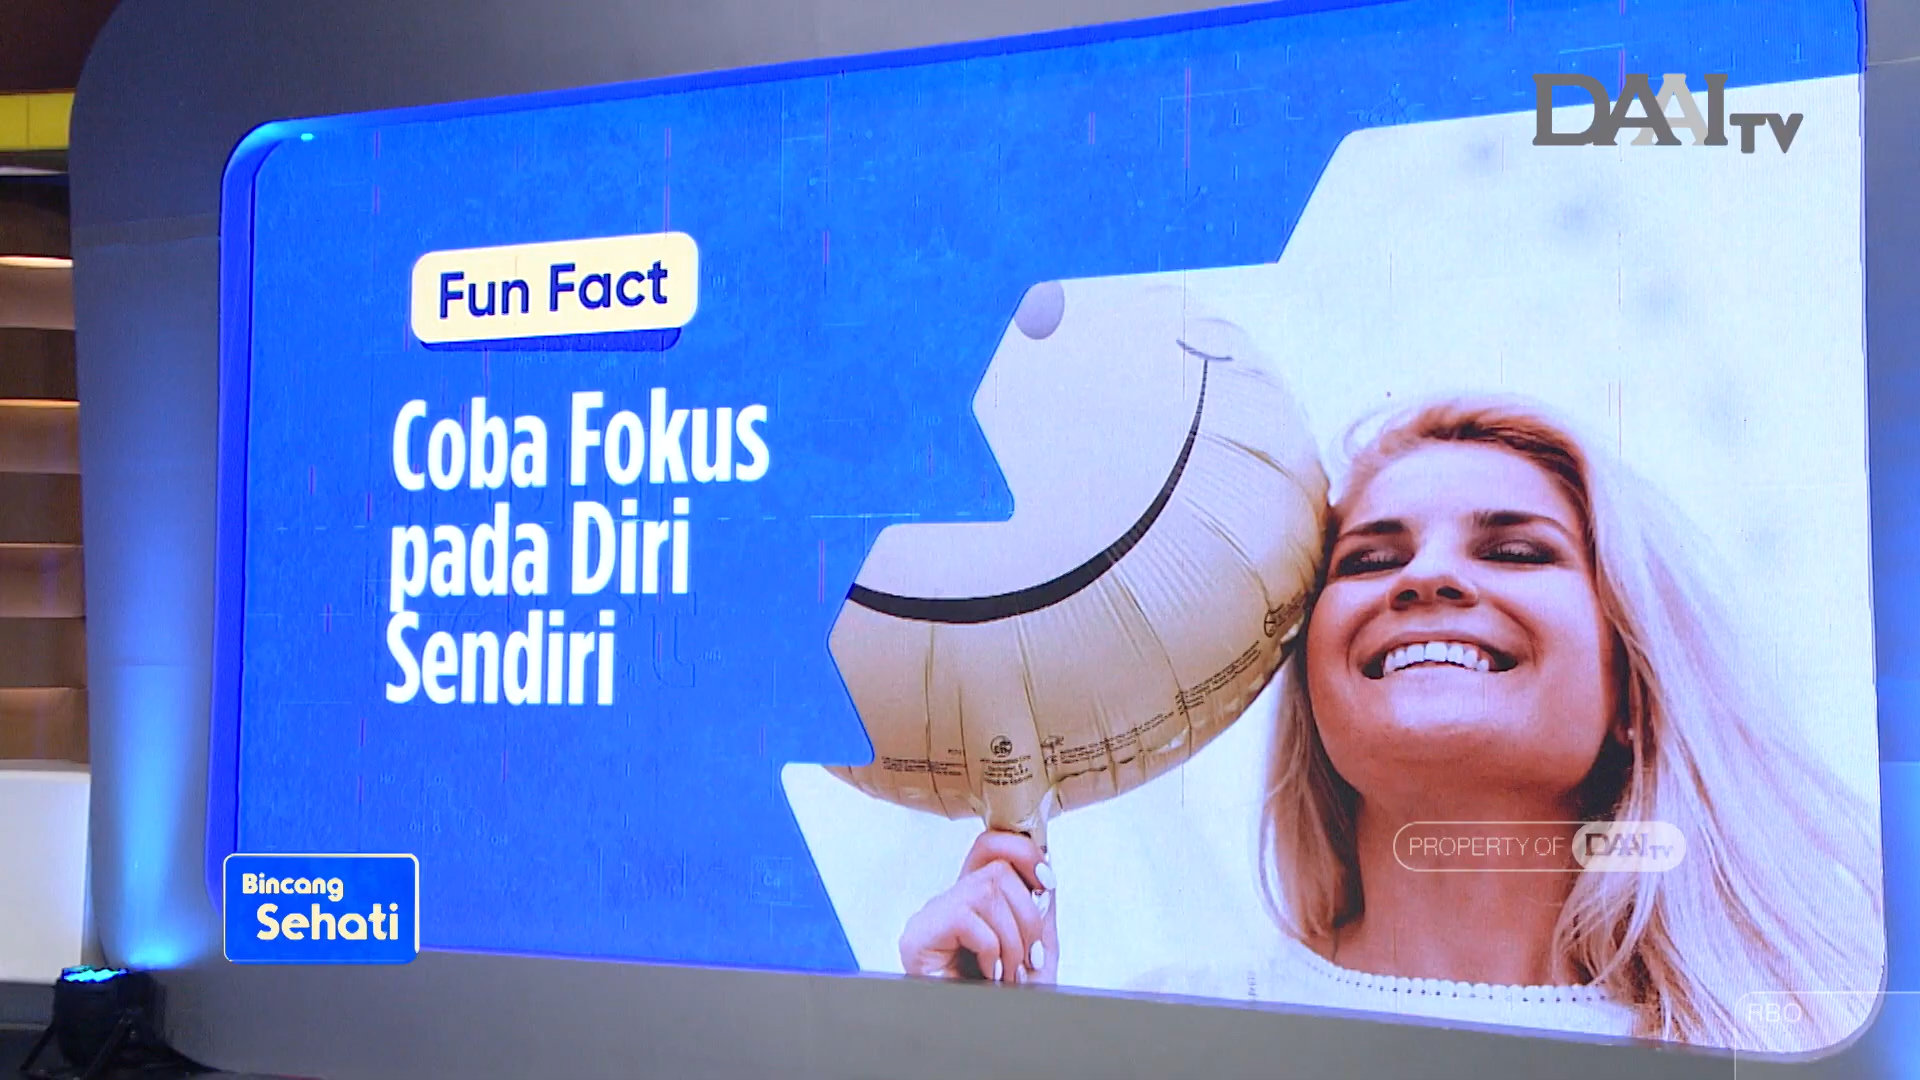 DAAI TV
Fun Fact
Coba Fokus
pada Diri
Sendiri
PROPERTY OF DAAI TV
Bincang
Sehati
RBO